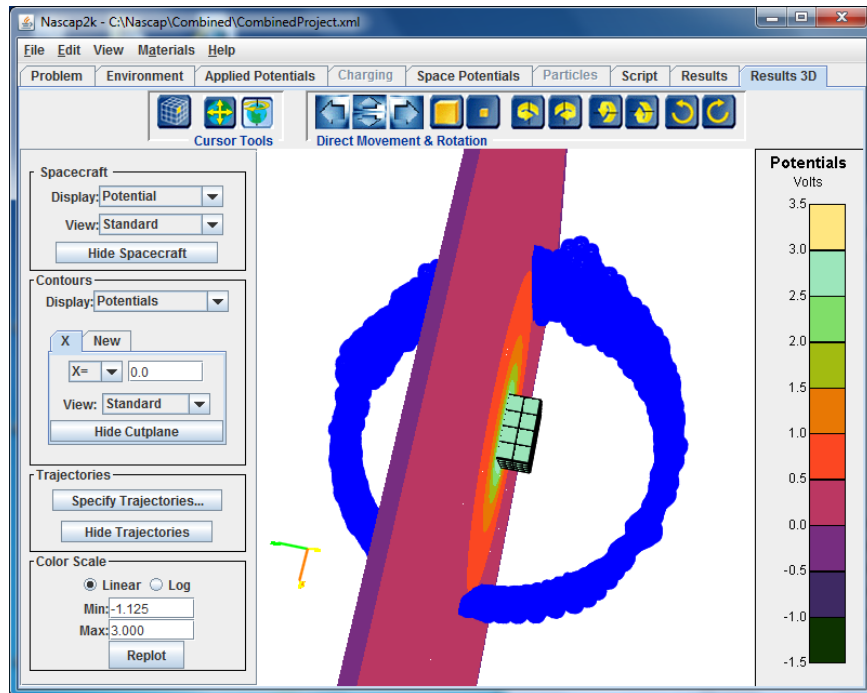 Nascap2k - C:\Nascap\Combined\CombinedProject.xml
File Edit View Materials Help
Problem Environment Applied Potentials Charging Space Potentials Particles Script Results Results 3D
Cursor Tools Direct Movement & Rotation
Spacecraft
Display: Potential
View: Standard
Hide Spacecraft
Contours
Display: Potentials
X New
X= 0.0
View: Standard
Hide Cutplane
Trajectories
Specify Trajectories...
Hide Trajectories
Color Scale
Linear Log
Min: -1.125
Max: 3.000
Replot
Potentials
Volts
3.5
3.0
2.5
2.0
1.5
1.0
0.5
0.0
-0.5
-1.0
-1.5